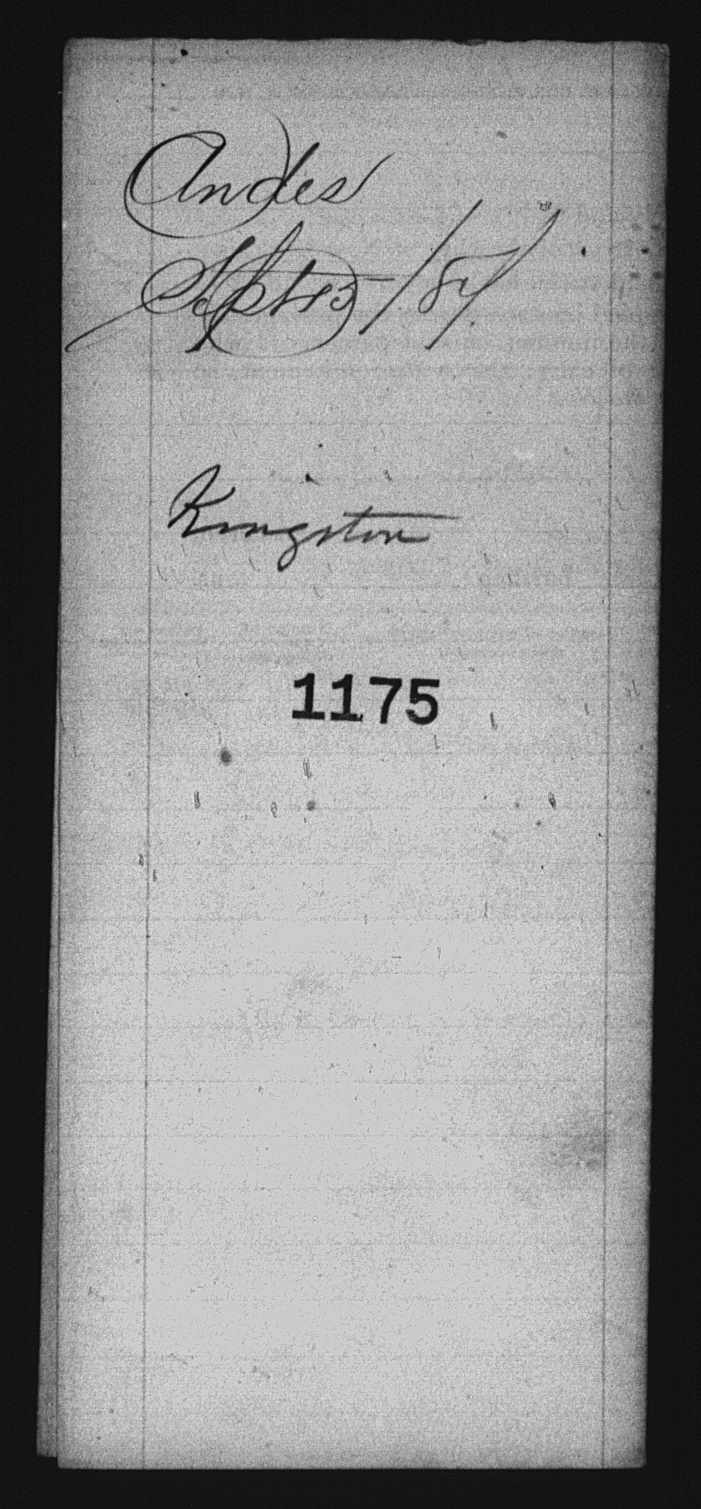 Andes
Sept 15/87
Kingston
1175